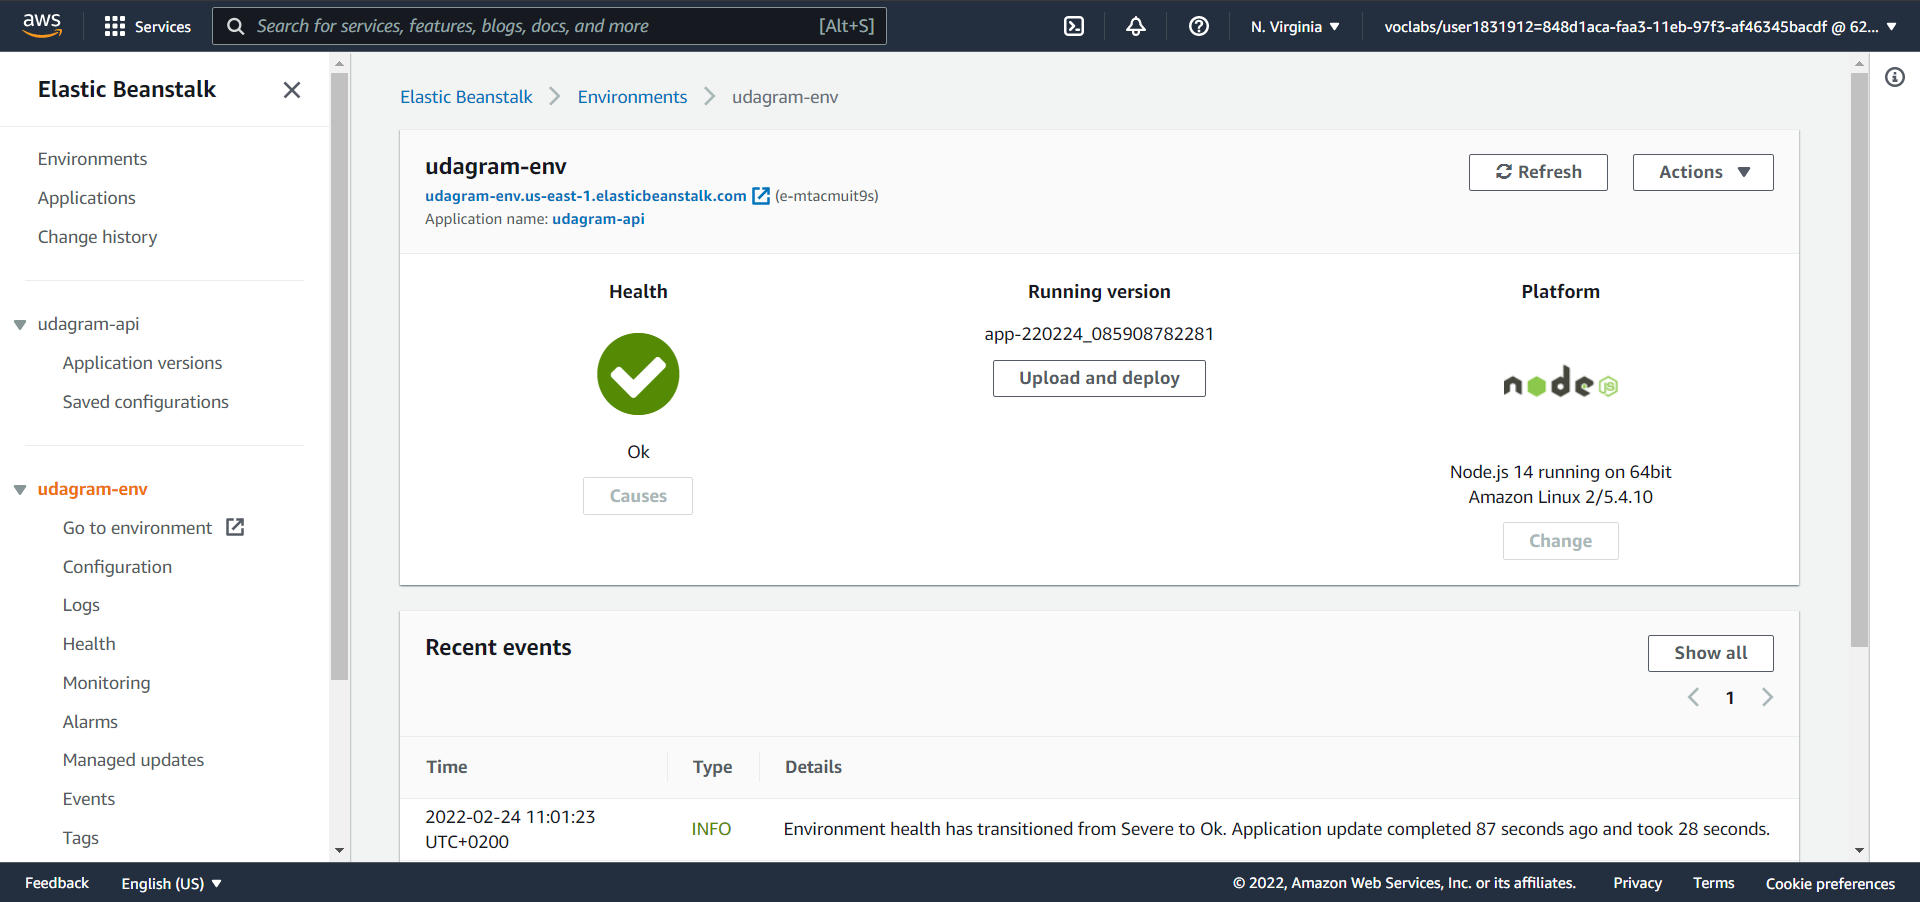 aws
Services
Search for services, features, blogs, docs, and more
[Alt+S]
N. Virginia
voclabs/user1831912=848d1aca-faa3-11eb-97f3-af46345bacdf @ 62...
Elastic Beanstalk
Environments
Applications
Change history
udagram-api
Application versions
Saved configurations
udagram-env
Go to environment
Configuration
Logs
Health
Monitoring
Alarms
Managed updates
Events
Tags
Elastic Beanstalk
Environments
udagram-env
udagram-env
udagram-env.us-east-1.elasticbeanstalk.com (e-mtacmuit9s)
Application name: udagram-api
Refresh
Actions
Health
Ok
Causes
Running version
app-220224_085908782281
Upload and deploy
Platform
node JS
Node.js 14 running on 64bit
Amazon Linux 2/5.4.10
Change
Recent events
Show all
1
Time
Type
Details
2022-02-24 11:01:23
UTC+0200
INFO
Environment health has transitioned from Severe to Ok. Application update completed 87 seconds ago and took 28 seconds.
Feedback
English (US)
© 2022, Amazon Web Services, Inc. or its affiliates.
Privacy
Terms
Cookie preferences